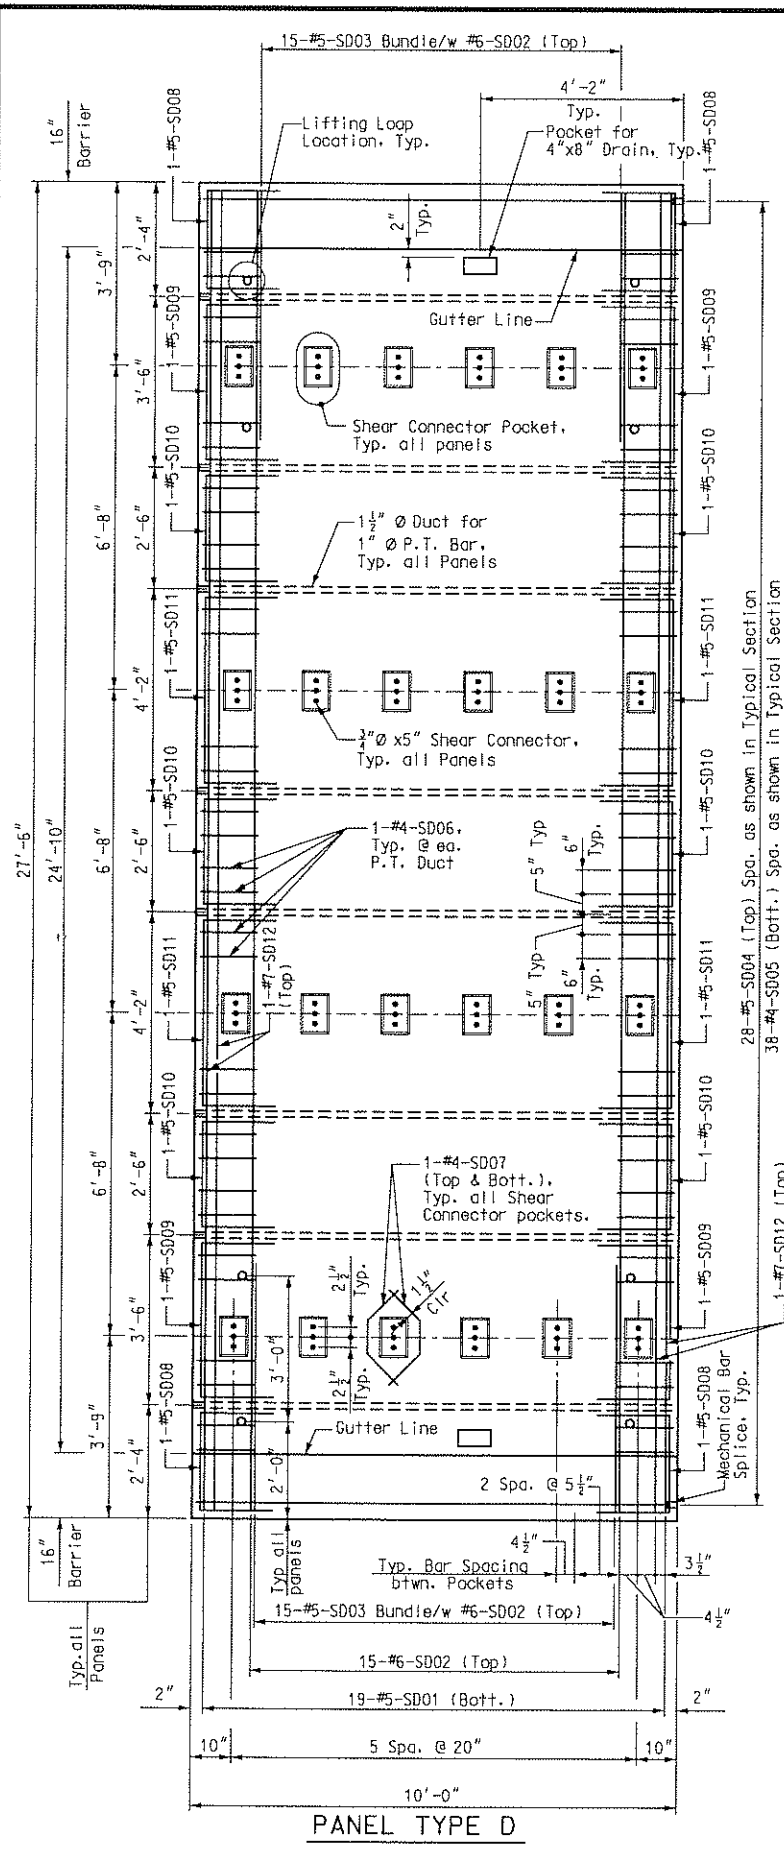 15-#5-SD03 Bundle/w #6-SD02 (Top)
4'-2"
Typ.
16"
Barrier
1-#5-SD08
Lifting Loop
Location, Typ.
Pocket for
4"x8" Drain, Typ.
1-#5-SD08
2"
Typ.
2'-4"
3'-9"
Gutter Line
1-#5-SD09
1-#5-SD09
3'-6"
Shear Connector Pocket,
Typ. all panels
1-#5-SD10
1-#5-SD10
2'-6"
6'-8"
1 1/2" Ø Duct for
1" Ø P.T. Bar,
Typ. all Panels
1-#5-SD11
1-#5-SD11
4'-2"
3/4"Ø x5" Shear Connector,
Typ. all Panels
1-#5-SD10
1-#5-SD10
27'-6"
24'-10"
6'-8"
2'-6"
1-#4-SD06,
Typ. @ ea.
P.T. Duct
5" Typ
6"
Typ.
5" Typ
6"
Typ.
28-#5-SD04 (Top) Spa. as shown in Typical Section
38-#4-SD05 (Bott.) Spa. as shown in Typical Section
1-#5-SD11
1-#7-SD12
(Top)
1-#5-SD11
4'-2"
1-#5-SD10
1-#5-SD10
6'-8"
2'-6"
1-#4-SD07
(Top & Bott.),
Typ. all Shear
Connector pockets.
1-#7-SD12 (Top)
1-#5-SD09
1-#5-SD09
3'-6"
2 1/2"
Typ.
1 1/2"
Clr
3'-0"
2 1/2"
Typ.
1-#5-SD08
1-#5-SD08
Mechanical Bar
Splice, Typ.
3'-9"
2'-4"
Gutter Line
2'-0"
2 Spa. @ 5 1/2"
16"
Barrier
Typ all
panels
4 1/2"
Typ. Bar Spacing
btwn. Pockets
3 1/2"
4 1/2"
Typ.all
Panels
15-#5-SD03 Bundle/w #6-SD02 (Top)
15-#6-SD02 (Top)
2"
19-#5-SD01 (Bott.)
2"
10"
5 Spa. @ 20"
10"
10'-0"
PANEL TYPE D